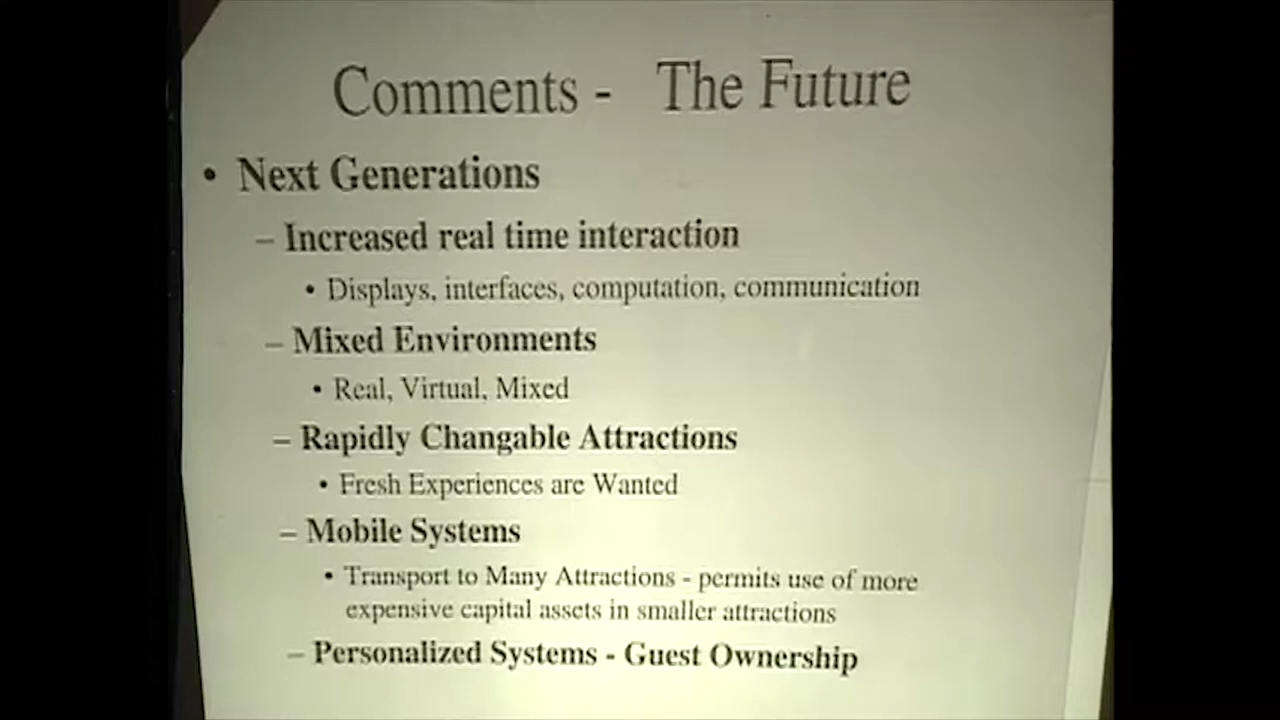 Comments - The Future
• Next Generations
– Increased real time interaction
• Displays, interfaces, computation, communication
– Mixed Environments
• Real, Virtual, Mixed
– Rapidly Changable Attractions
• Fresh Experiences are Wanted
– Mobile Systems
• Transport to Many Attractions - permits use of more
expensive capital assets in smaller attractions
– Personalized Systems - Guest Ownership